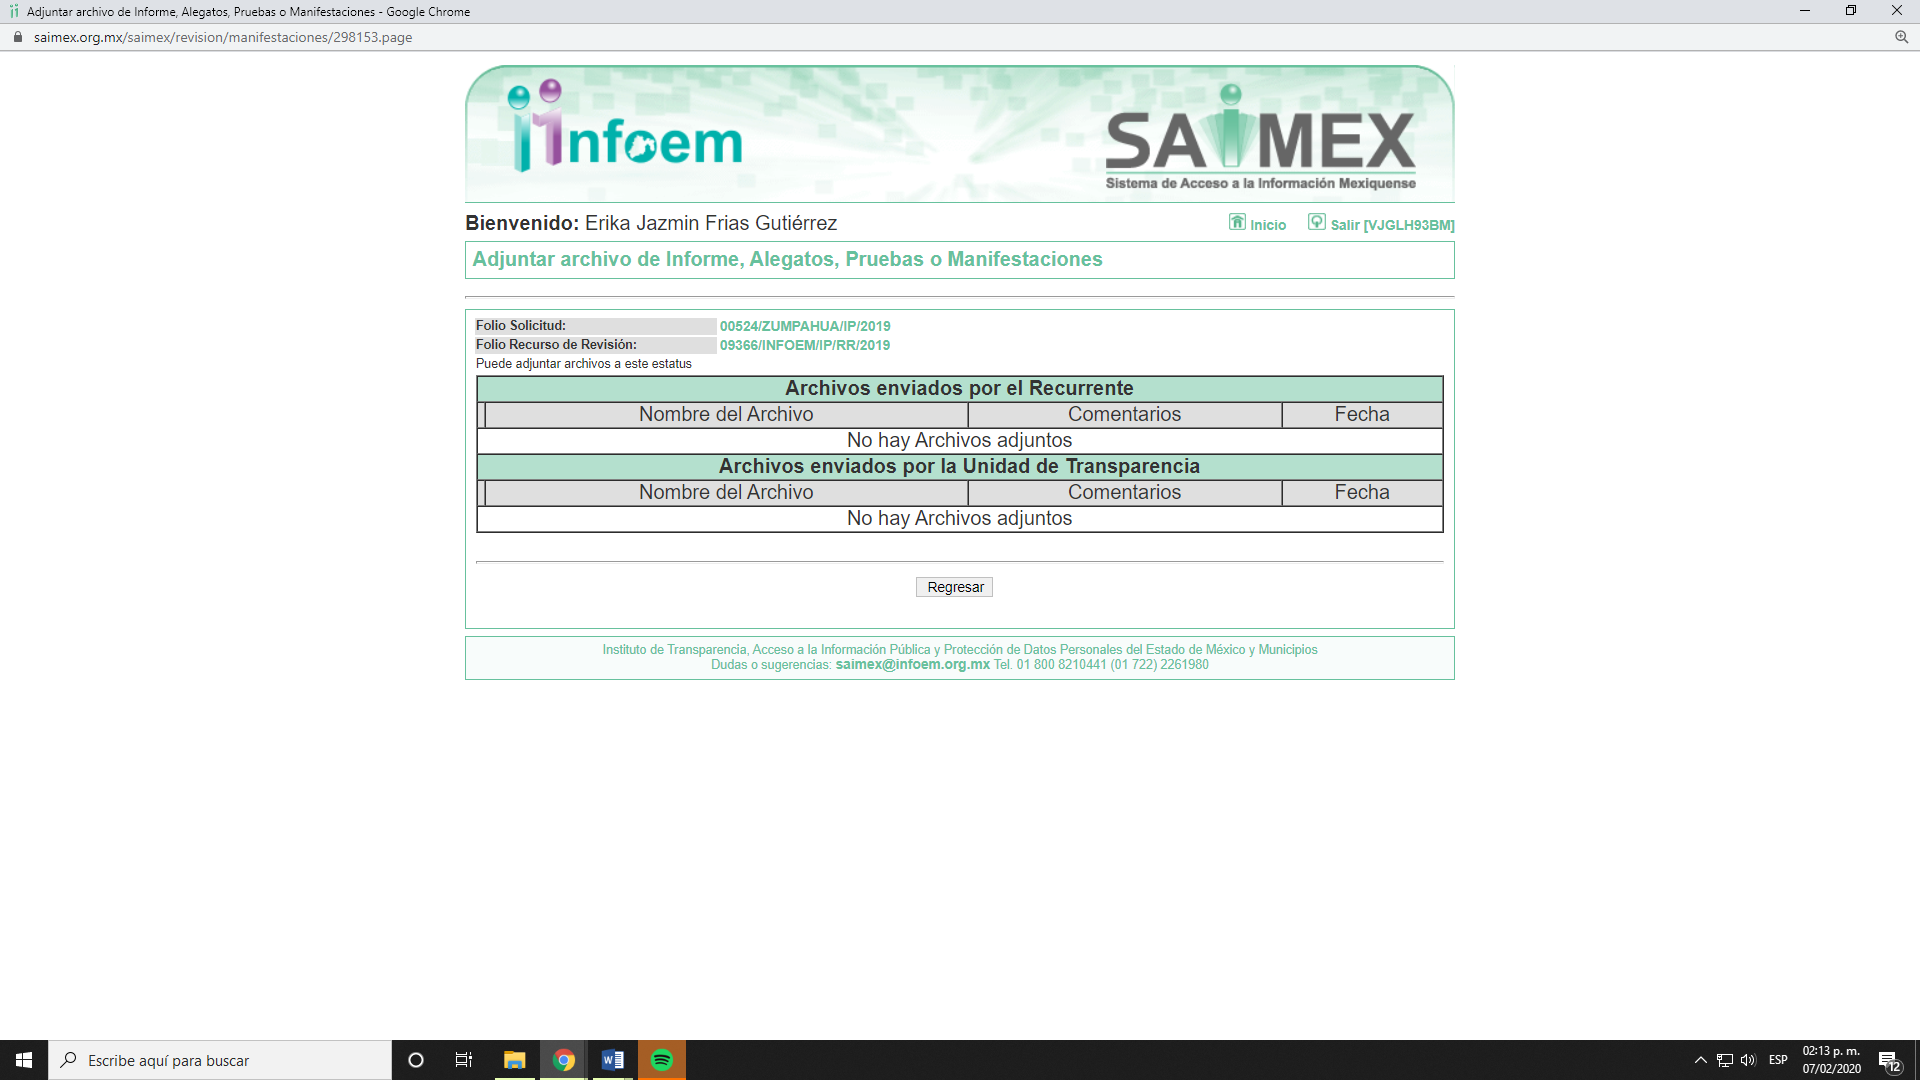 Adjuntar archivo de Informe, Alegatos, Pruebas o Manifestaciones - Google Chrome
saimex.org.mx/saimex/revision/manifestaciones/298153.page
infoem
SAIMEX
Sistema de Acceso a la Información Mexiquense
Bienvenido: Erika Jazmin Frias Gutiérrez
Inicio Salir [VJGLH93BM]
Adjuntar archivo de Informe, Alegatos, Pruebas o Manifestaciones
Folio Solicitud: 00524/ZUMPAHUA/IP/2019
Folio Recurso de Revisión: 09366/INFOEM/IP/RR/2019
Puede adjuntar archivos a este estatus
Archivos enviados por el Recurrente
Nombre del Archivo Comentarios Fecha
No hay Archivos adjuntos
Archivos enviados por la Unidad de Transparencia
Nombre del Archivo Comentarios Fecha
No hay Archivos adjuntos
Regresar
Instituto de Transparencia, Acceso a la Información Pública y Protección de Datos Personales del Estado de México y Municipios
Dudas o sugerencias: saimex@infoem.org.mx Tel. 01 800 8210441 (01 722) 2261980
Escribe aquí para buscar
ESP
02:13 p. m.
07/02/2020
12